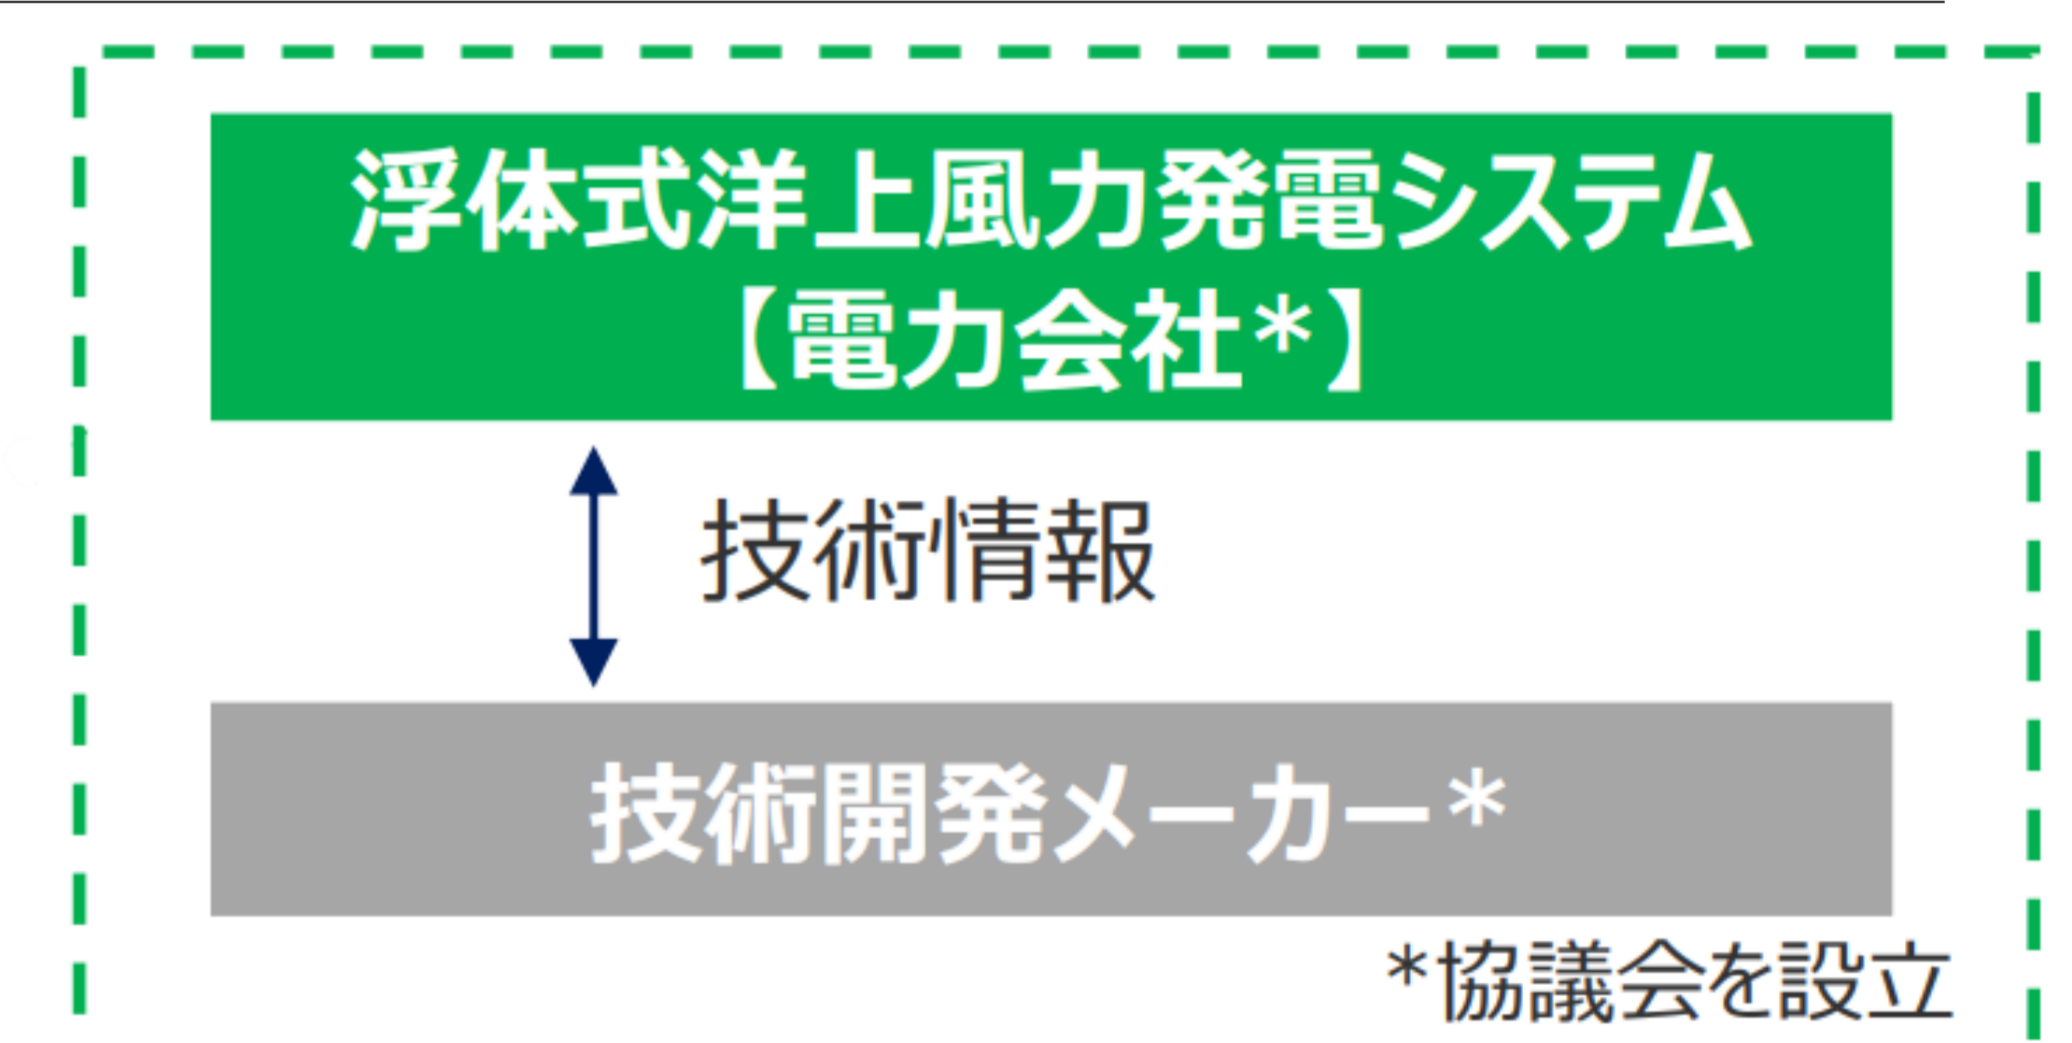 浮体式洋上風力発電システム
【電力会社*】
技術情報
技術開発メーカー*
*協議会を設立